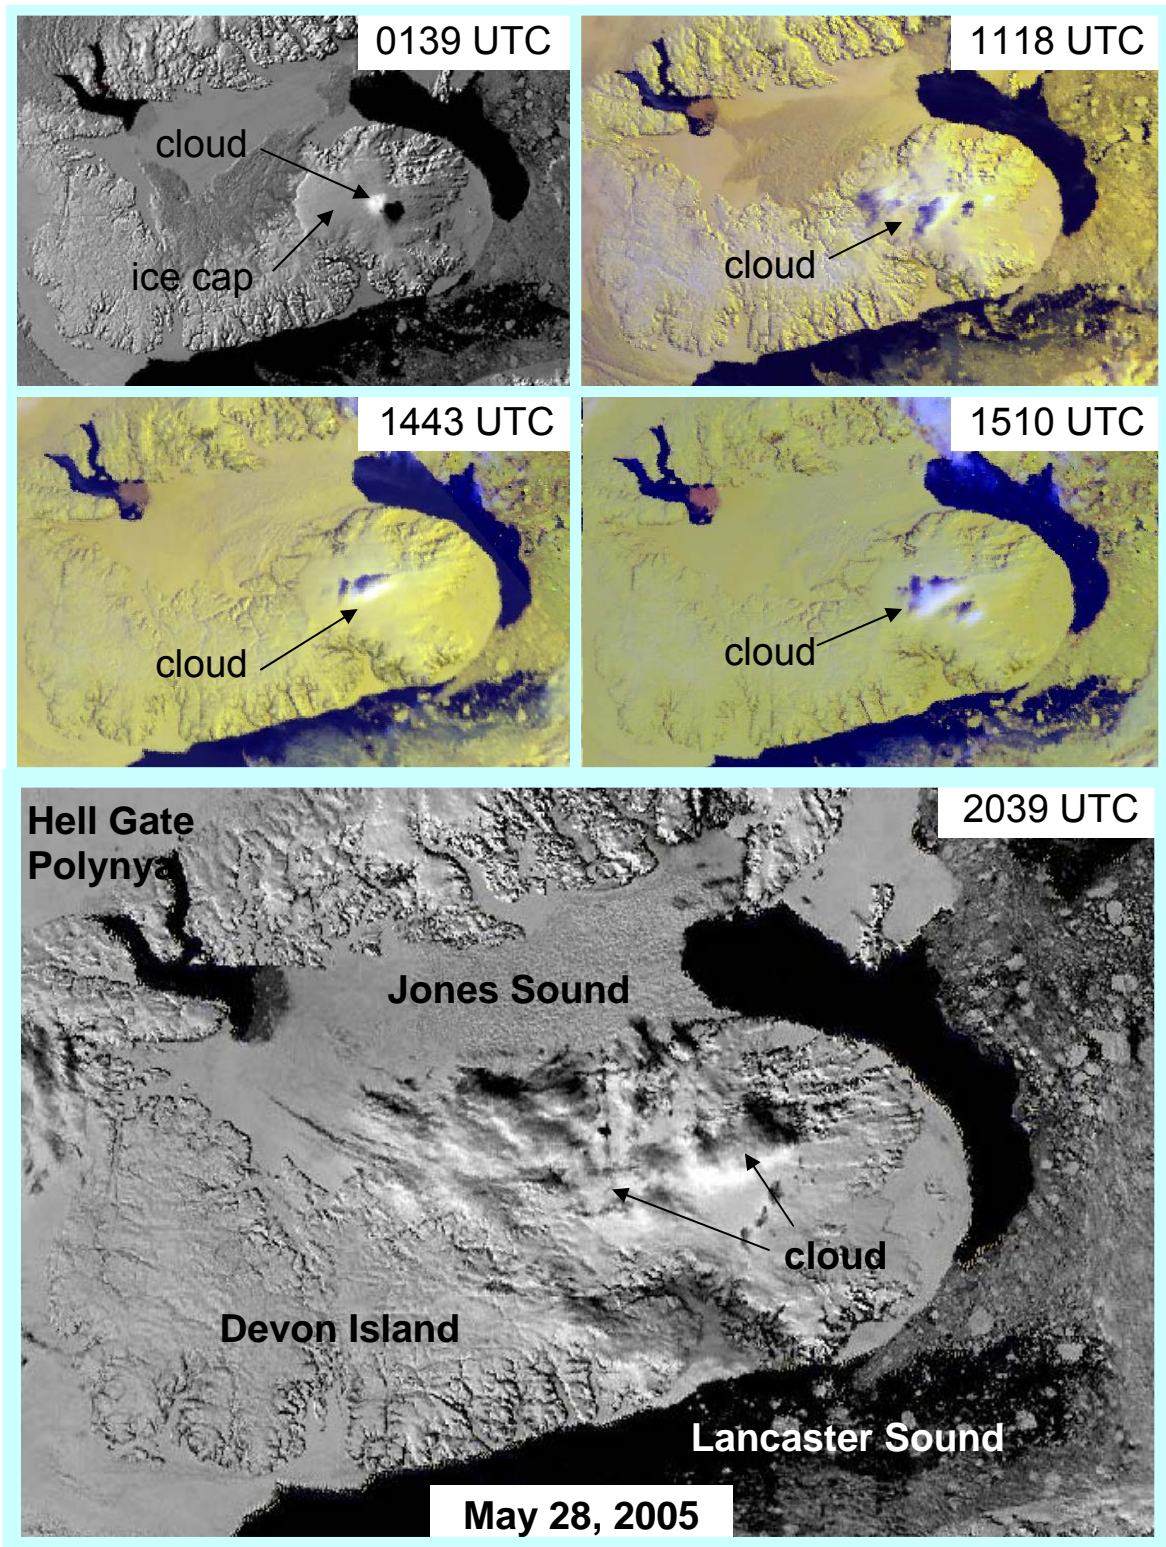 0139 UTC
cloud
ice cap
1118 UTC
cloud
1443 UTC
cloud
1510 UTC
cloud
2039 UTC
Hell Gate
Polynya
Jones Sound
cloud
Devon Island
Lancaster Sound
May 28, 2005